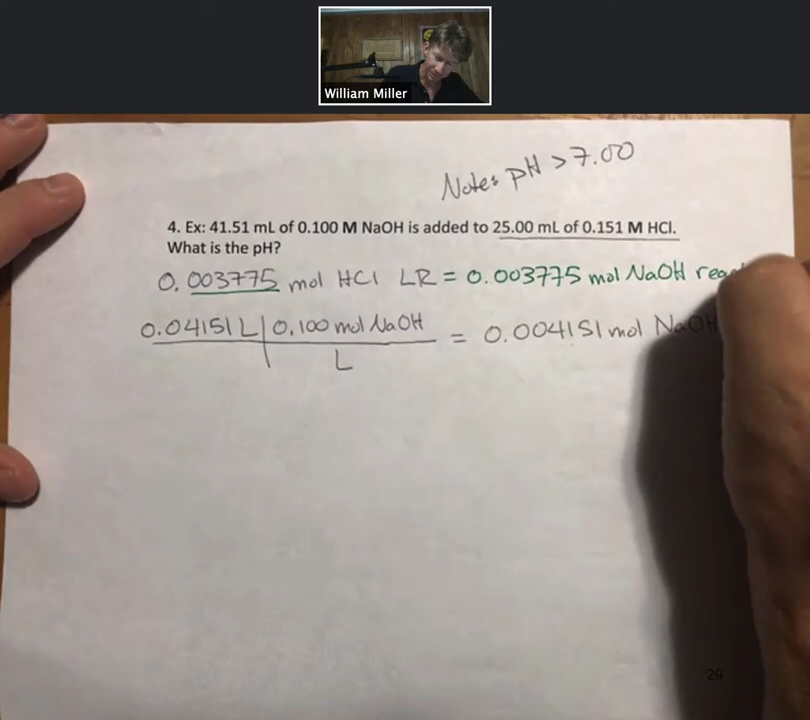 William Miller
Note: pH > 7.00
4. Ex: 41.51 mL of 0.100 M NaOH is added to 25.00 mL of 0.151 M HCl.
What is the pH?
0.003775 mol HCl LR = 0.003775 mol NaOH
0.04151 L | 0.100 mol NaOH = 0.004151 mol NaOH
L
29